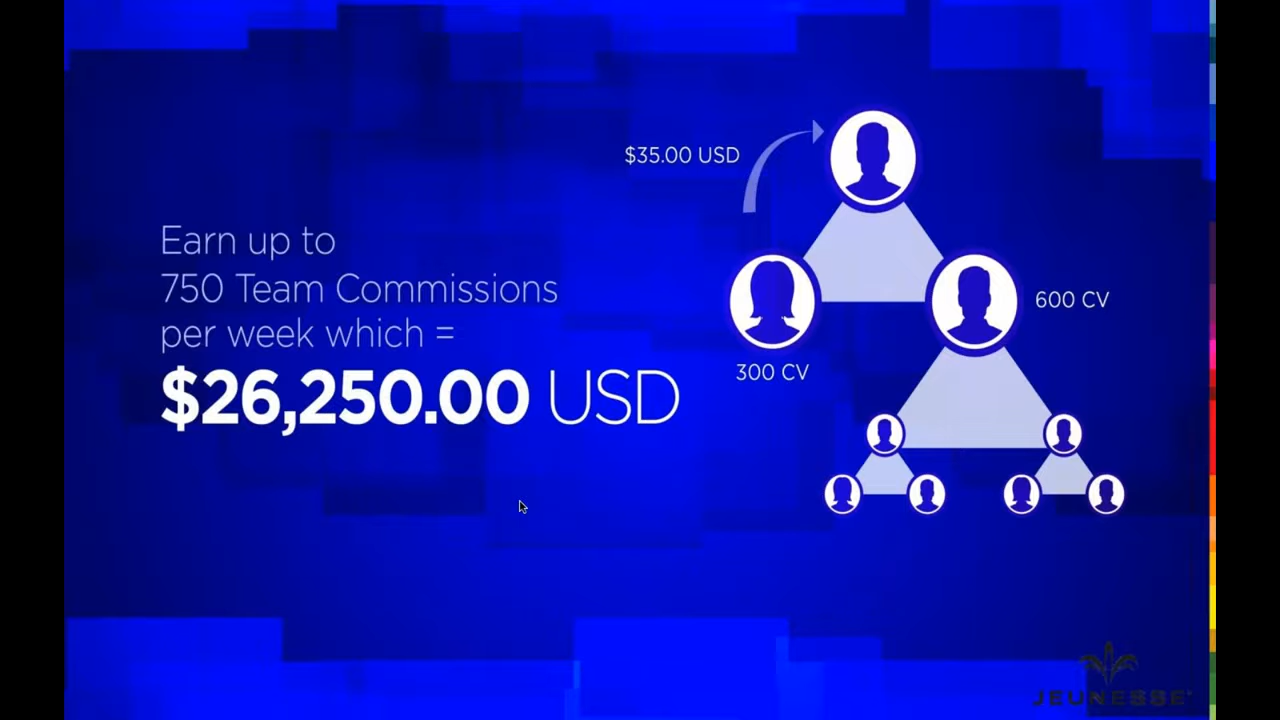 $35.00 USD
Earn up to
750 Team Commissions
per week which =
$26,250.00 USD
600 CV
300 CV
JEUNESSE